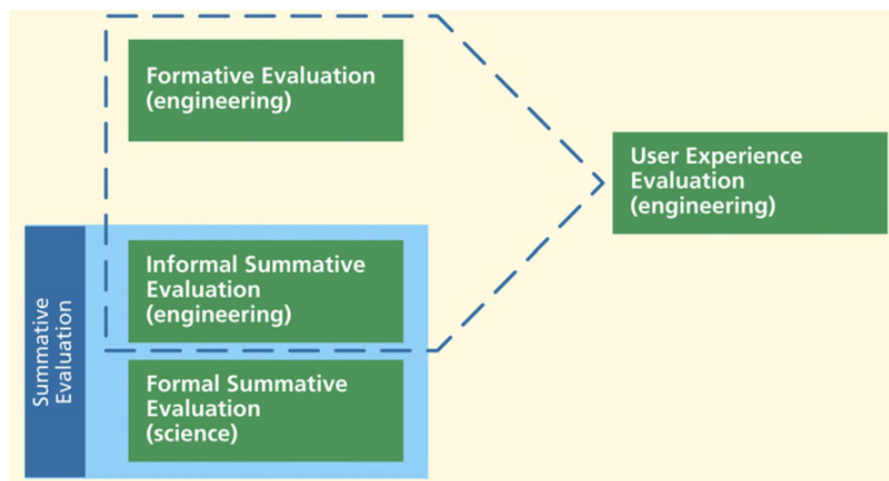 Formative Evaluation
(engineering)
User Experience
Evaluation
(engineering)
Summative
Evaluation
Informal Summative
Evaluation
(engineering)
Formal Summative
Evaluation
(science)